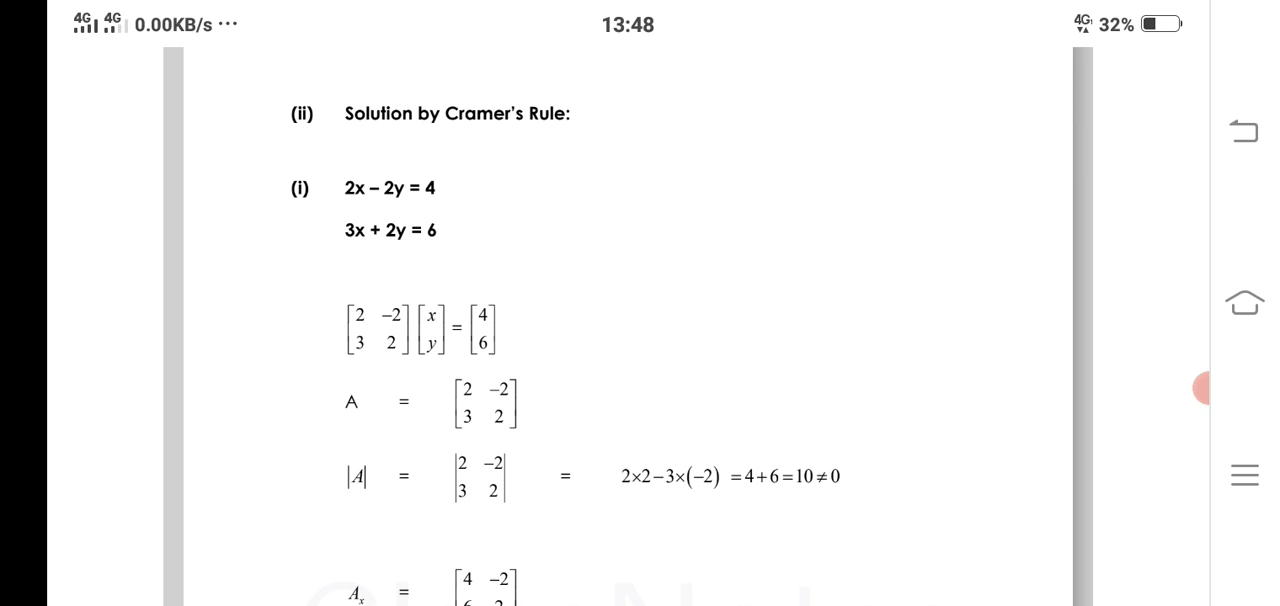 4G 4G 0.00KB/s ... 13:48 4G 32%
(ii) Solution by Cramer's Rule:
(i) 2x – 2y = 4
3x + 2y = 6
[2 –2; 3 2] [x; y] = [4; 6]
A = [2 –2; 3 2]
|A| = |2 –2; 3 2| = 2×2–3×(–2) =4+6=10≠0
Aₓ = [4 –2